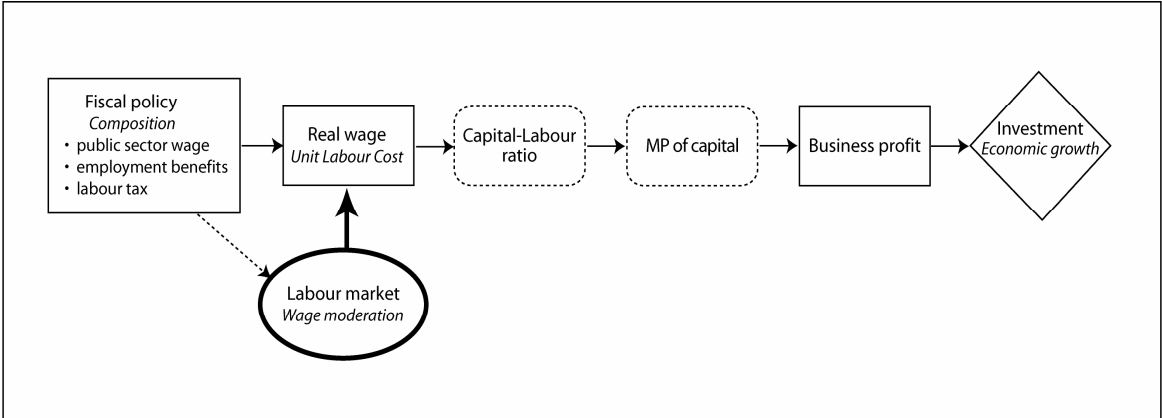 Fiscal policy
Composition
• public sector wage
• employment benefits
• labour tax
Real wage
Unit Labour Cost
Capital-Labour
ratio
MP of capital
Business profit
Investment
Economic growth
Labour market
Wage moderation